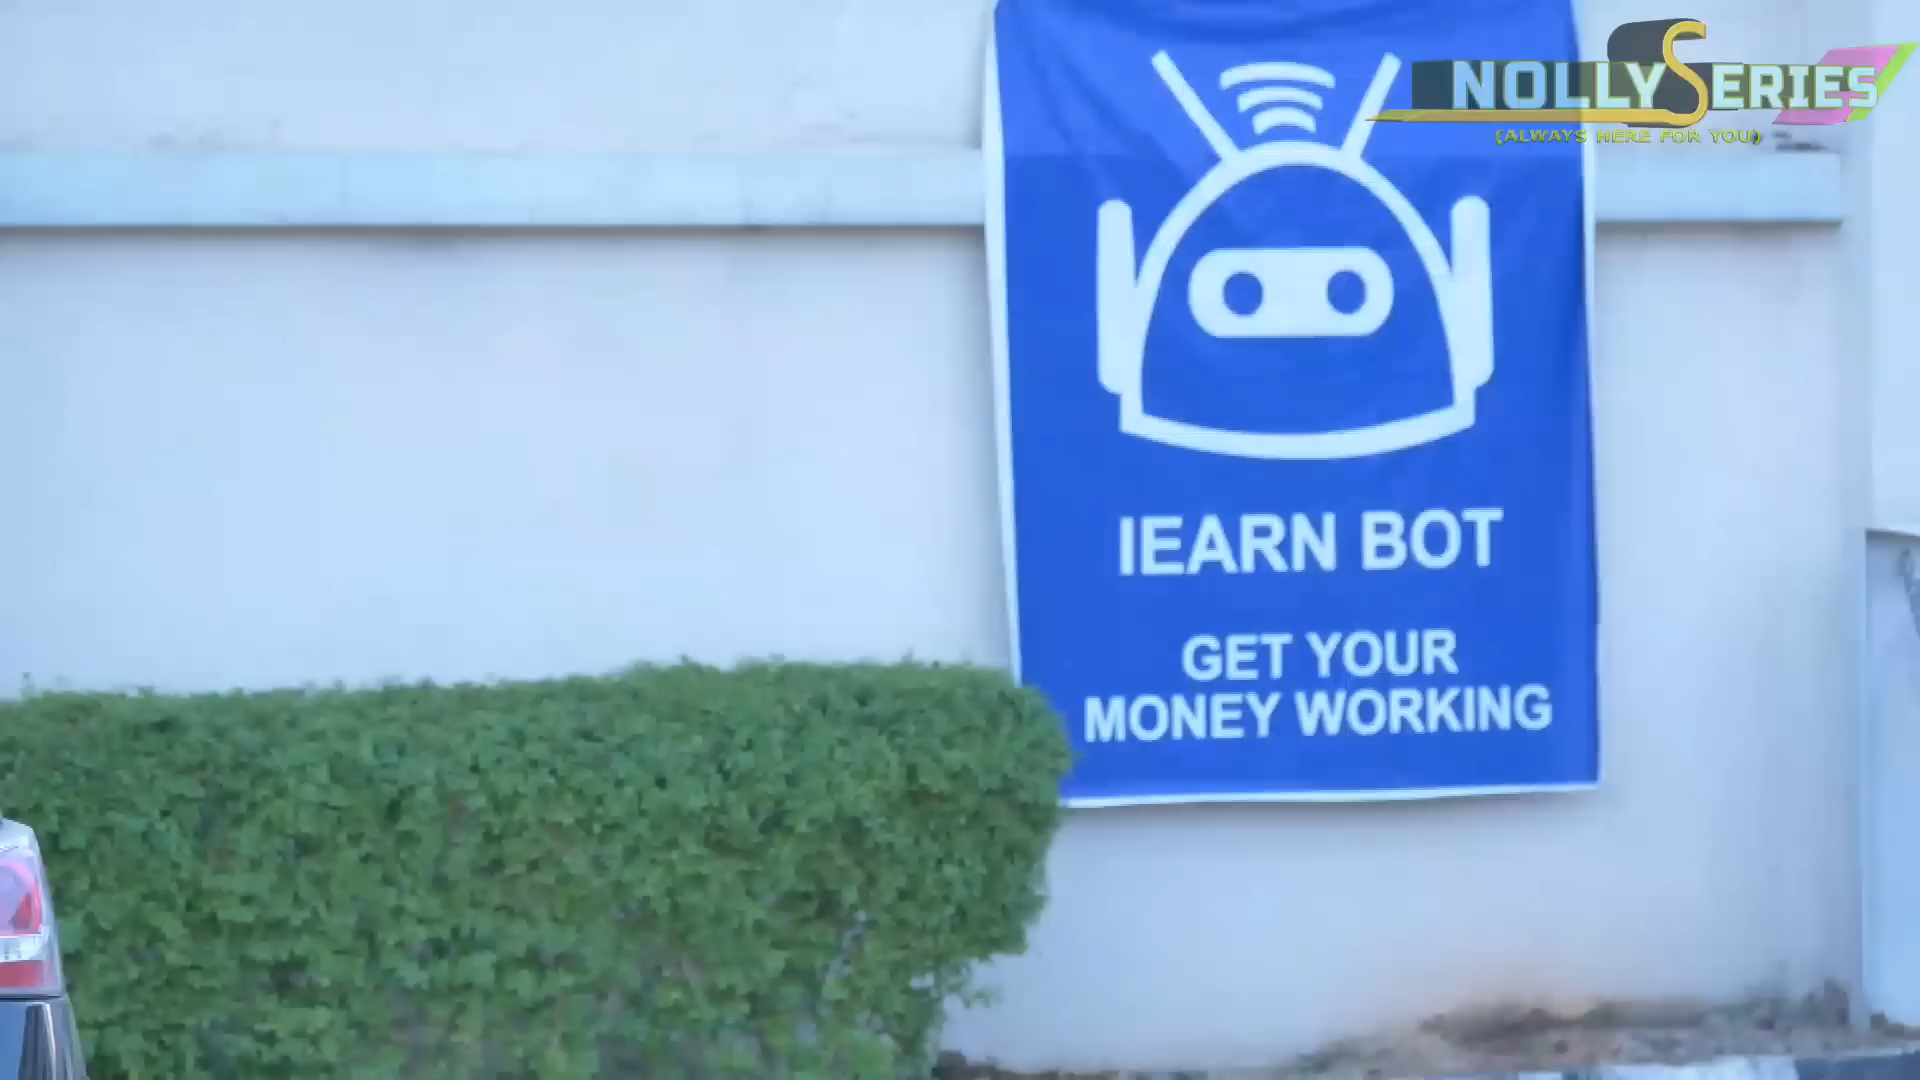 NOLLYSERIES
(ALWAYS HERE FOR YOU)
IEARN BOT
GET YOUR
MONEY WORKING